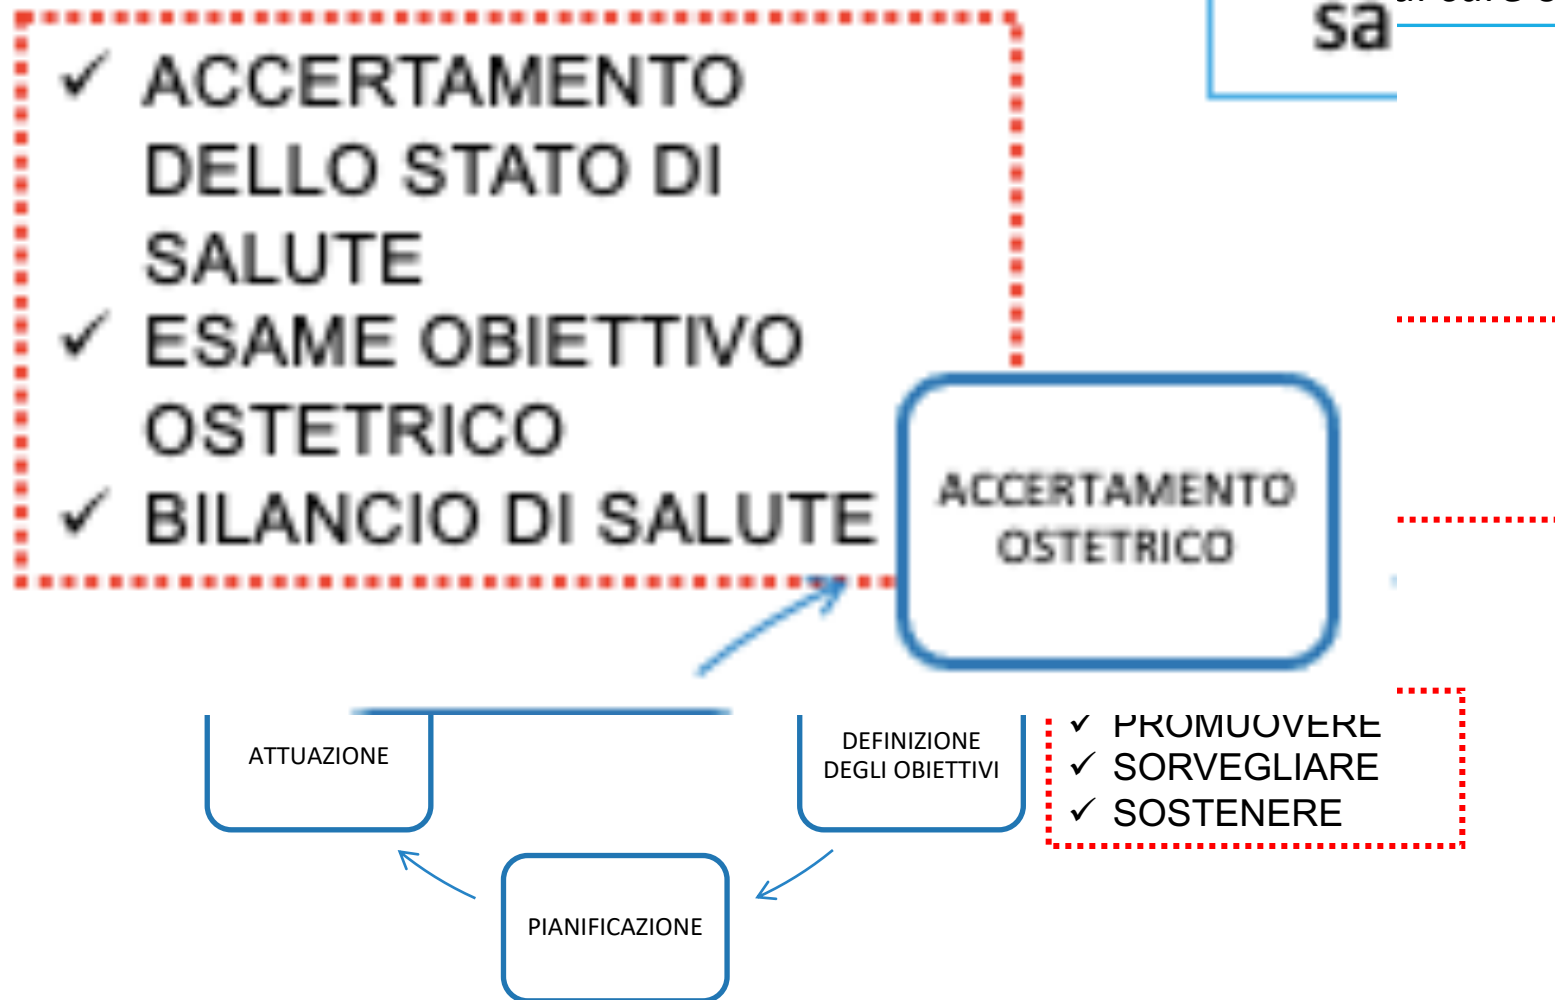 sa
✓ ACCERTAMENTO
DELLO STATO DI
SALUTE
✓ ESAME OBIETTIVO
OSTETRICO
✓ BILANCIO DI SALUTE
ACCERTAMENTO
OSTETRICO
ATTUAZIONE
DEFINIZIONE
DEGLI OBIETTIVI
✓ PROMUOVERE
✓ SORVEGLIARE
✓ SOSTENERE
PIANIFICAZIONE